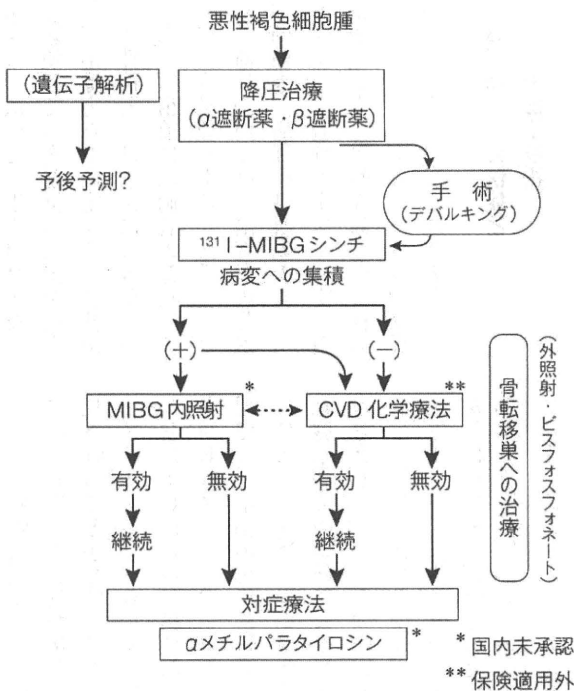 悪性褐色細胞腫
(遺伝子解析)
予後予測?
降圧治療
(α遮断薬・β遮断薬)
手 術
(デバルキング)
¹³¹I-MIBGシンチ
病変への集積
(+)
(−)
MIBG内照射 *
CVD化学療法 **
有効
無効
有効
無効
継続
継続
対症療法
αメチルパラタイロシン *
骨転移巣への治療
(外照射・ビスフォスフォネート)
* 国内未承認
** 保険適用外